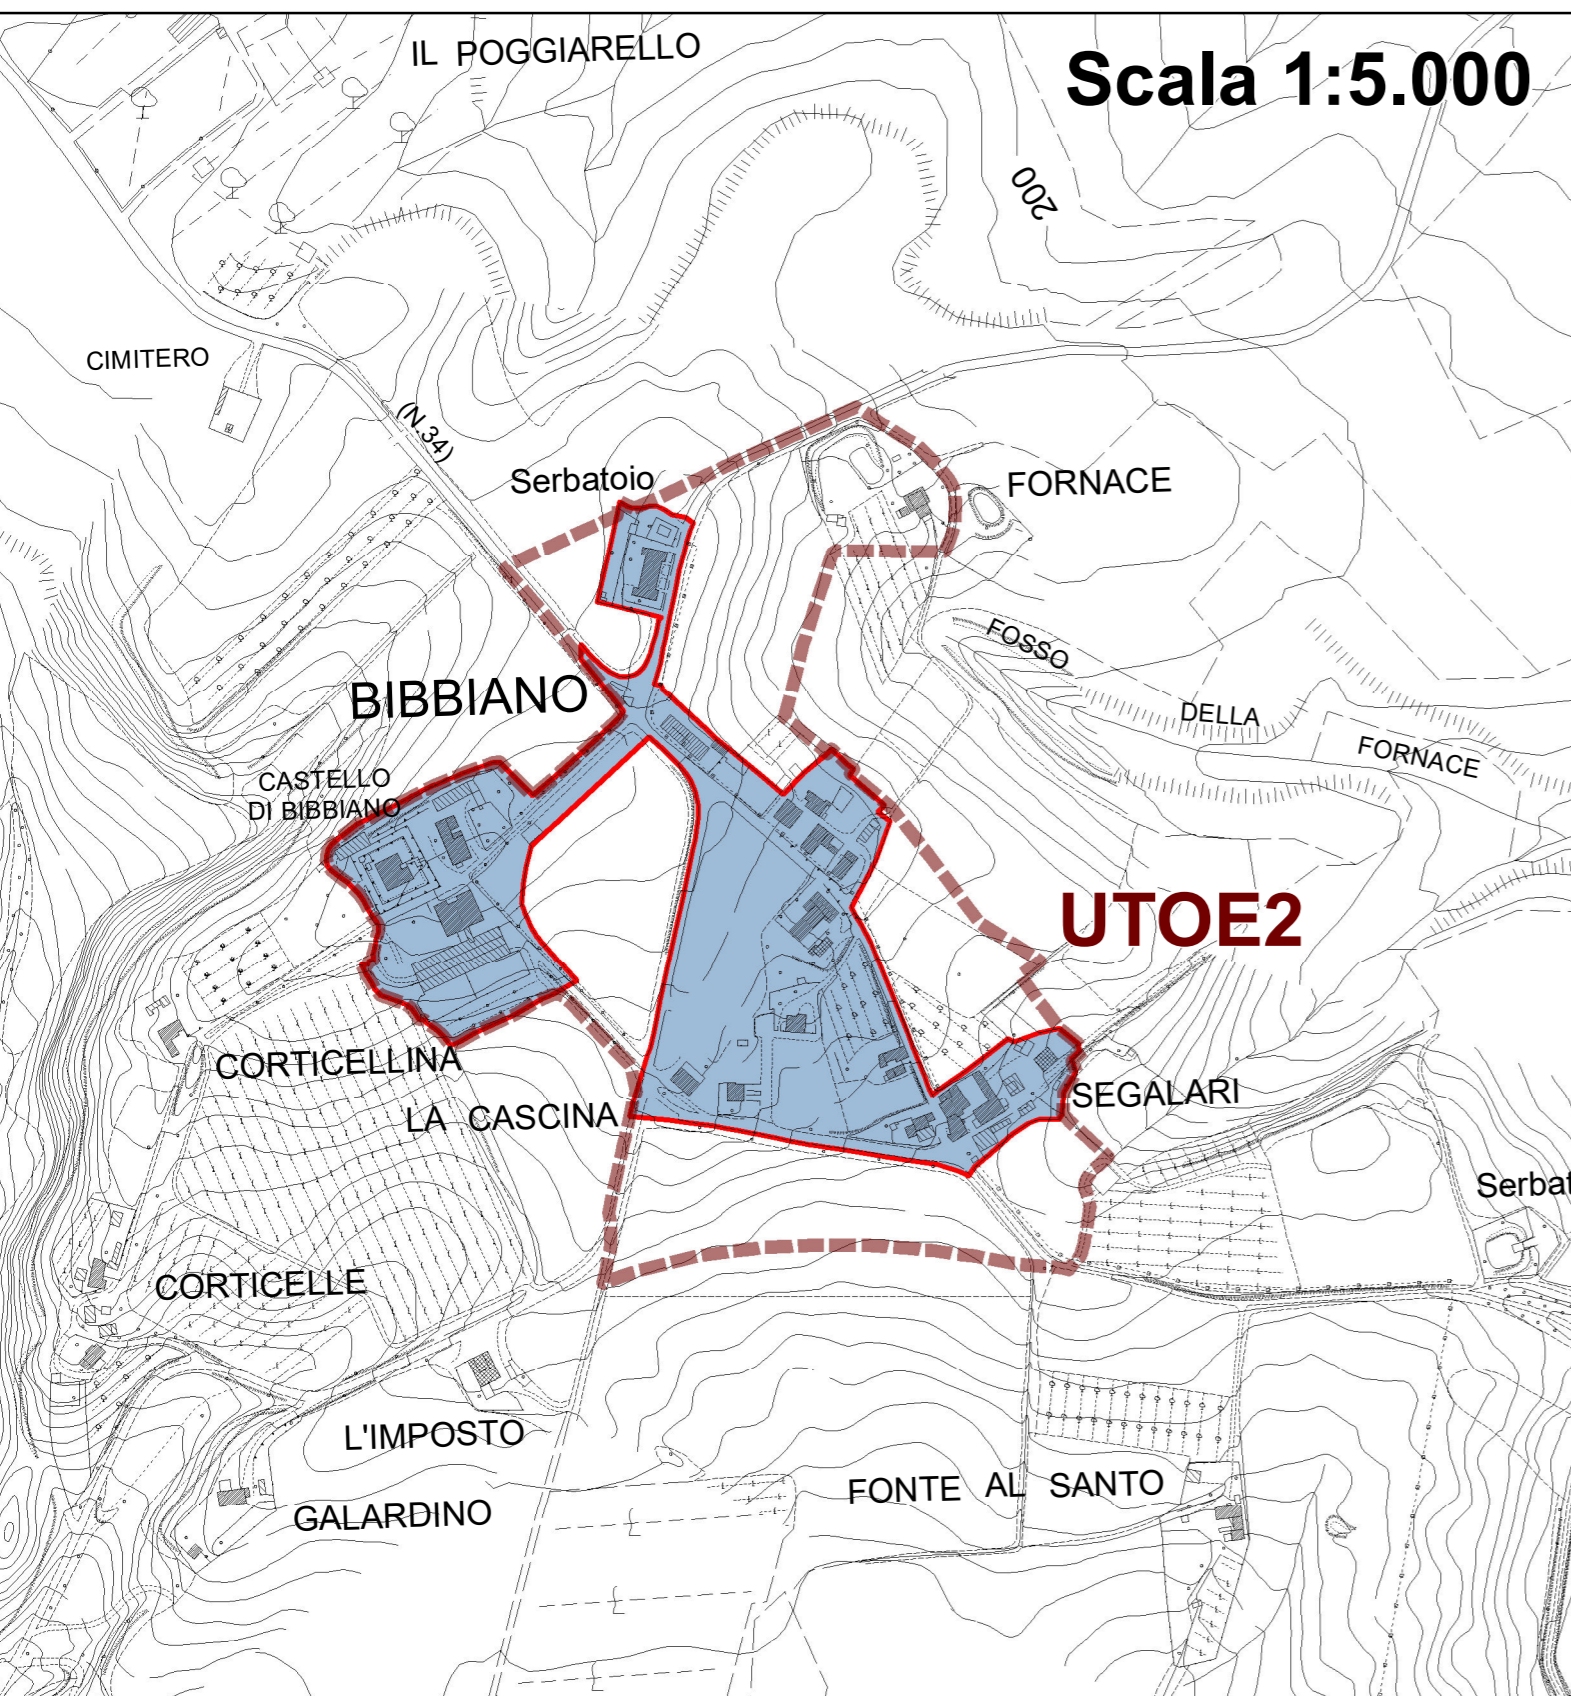 IL POGGIARELLO
Scala 1:5.000
200
CIMITERO
(N.34)
Serbatoio
FORNACE
FOSSO
DELLA
FORNACE
BIBBIANO
CASTELLO
DI BIBBIANO
UTOE2
CORTICELLINA
LA CASCINA
SEGALARI
Serbat
CORTICELLE
L'IMPOSTO
GALARDINO
FONTE AL SANTO